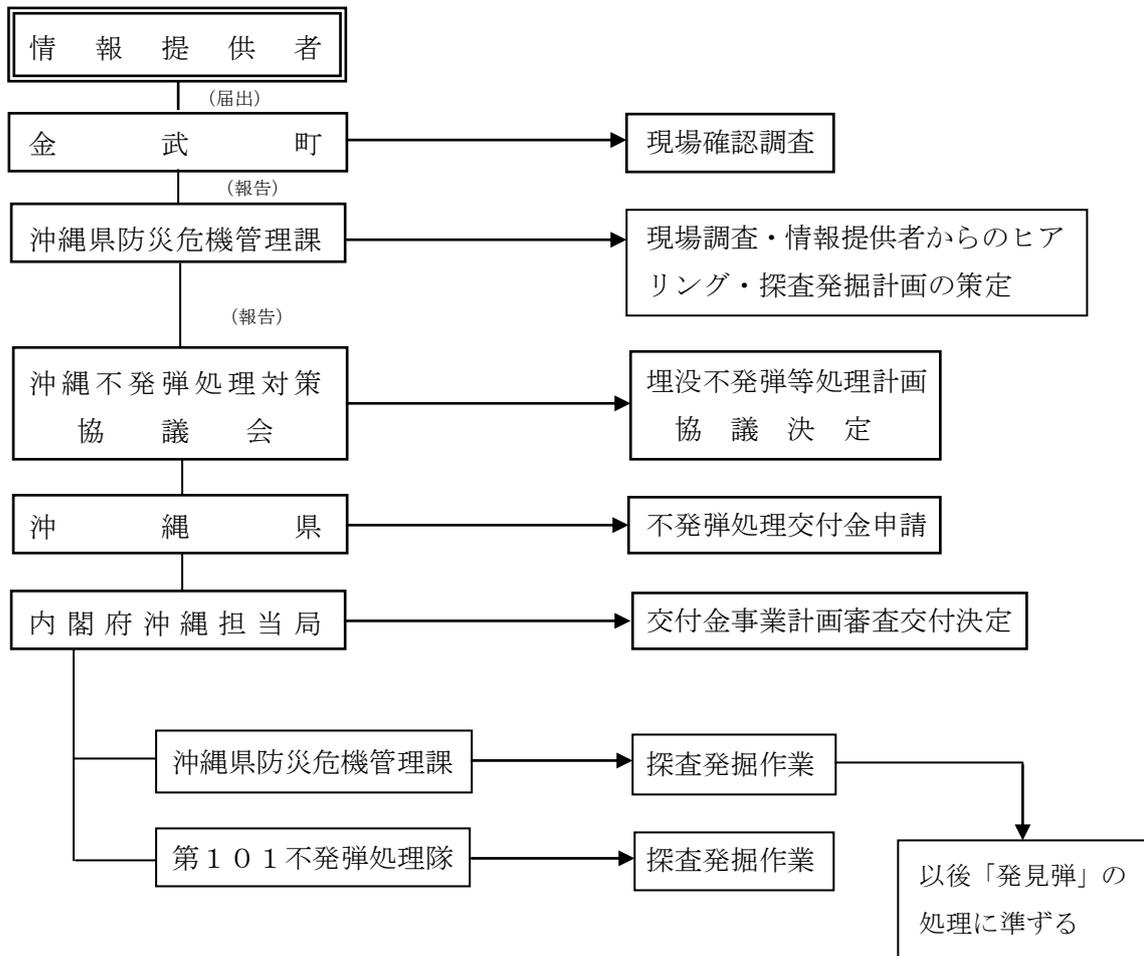 情報提供者
（届出）
金武町
現場確認調査
（報告）
沖縄県防災危機管理課
現場調査・情報提供者からのヒア
リング・探査発掘計画の策定
（報告）
沖縄不発弾処理対策
協議会
埋没不発弾等処理計画
協議決定
沖縄県
不発弾処理交付金申請
内閣府沖縄担当局
交付金事業計画審査交付決定
沖縄県防災危機管理課
探査発掘作業
第１０１不発弾処理隊
探査発掘作業
以後「発見弾」の
処理に準ずる